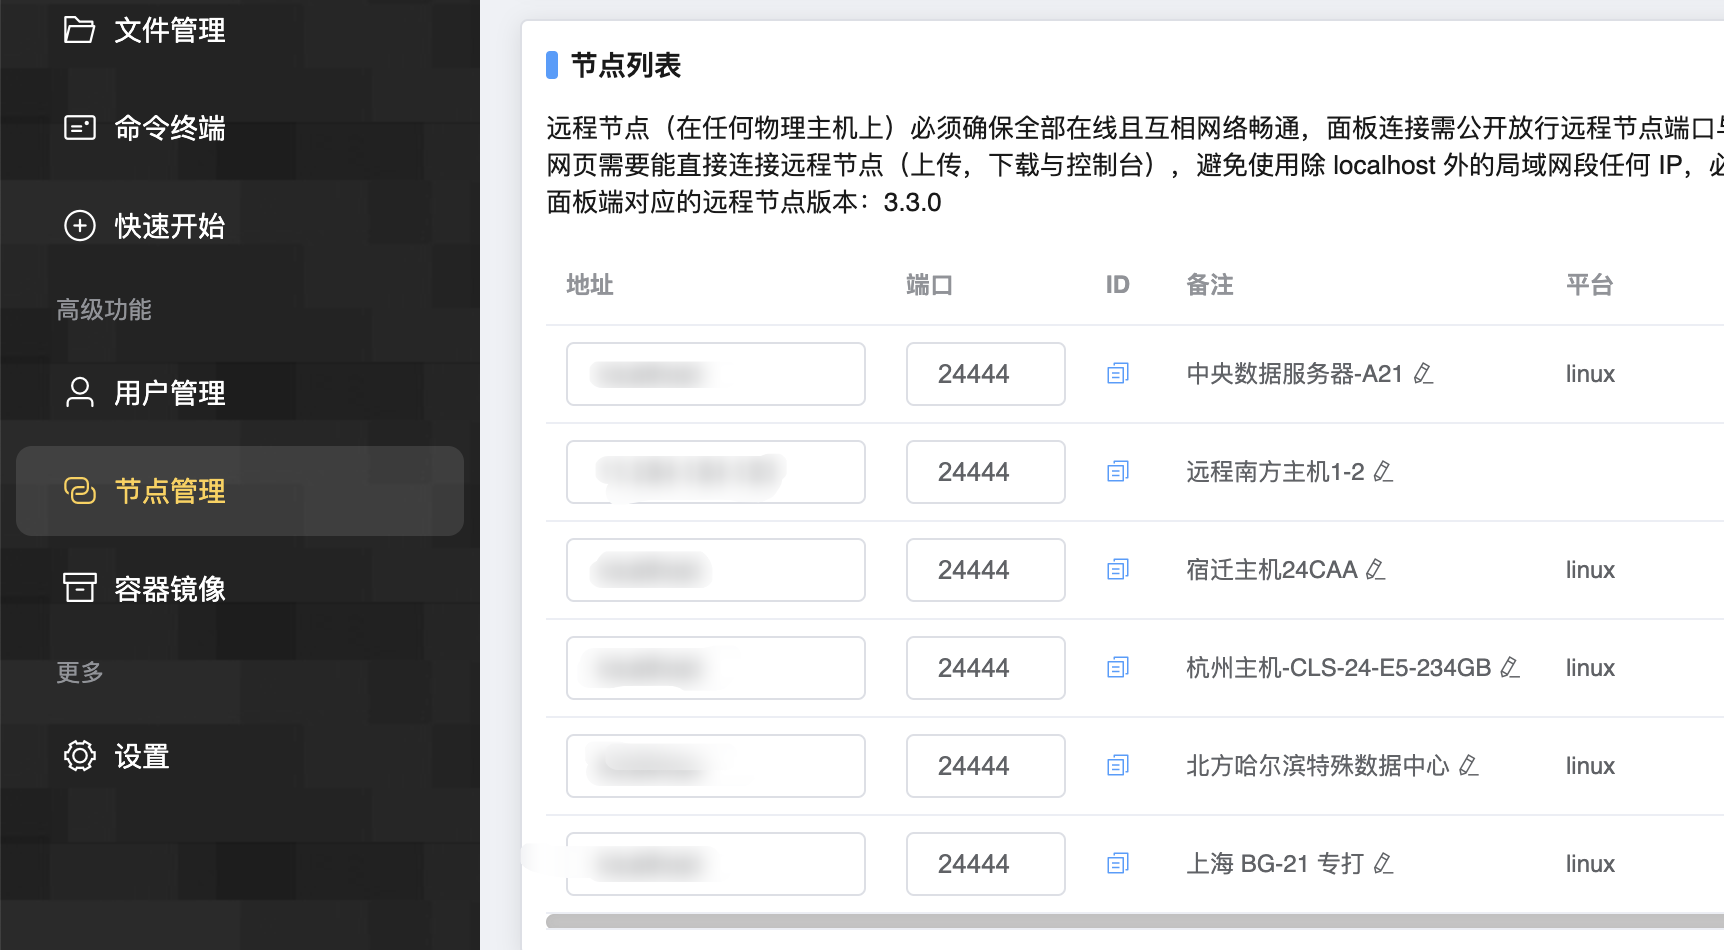 文件管理
命令终端
快速开始
高级功能
用户管理
节点管理
容器镜像
更多
设置
节点列表
远程节点（在任何物理主机上）必须确保全部在线且互相网络畅通，面板连接需公开放行远程节点端口
网页需要能直接连接远程节点（上传，下载与控制台），避免使用除 localhost 外的局域网段任何 IP，必
面板端对应的远程节点版本：3.3.0
地址 端口 ID 备注 平台
24444 中央数据服务器-A21 linux
24444 远程南方主机1-2
24444 宿迁主机24CAA linux
24444 杭州主机-CLS-24-E5-234GB linux
24444 北方哈尔滨特殊数据中心 linux
24444 上海 BG-21 专打 linux